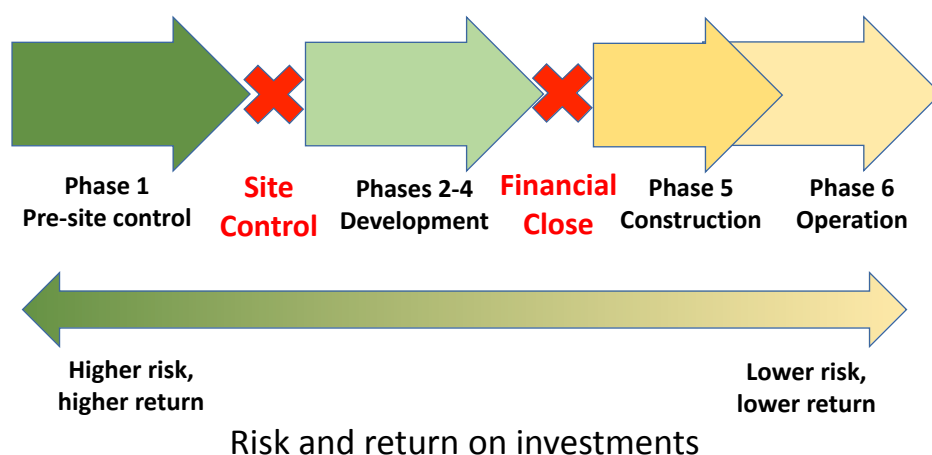 Phase 1
Pre-site control
Site
Control
Phases 2-4
Development
Financial
Close
Phase 5
Construction
Phase 6
Operation
Higher risk,
higher return
Lower risk,
lower return
Risk and return on investments